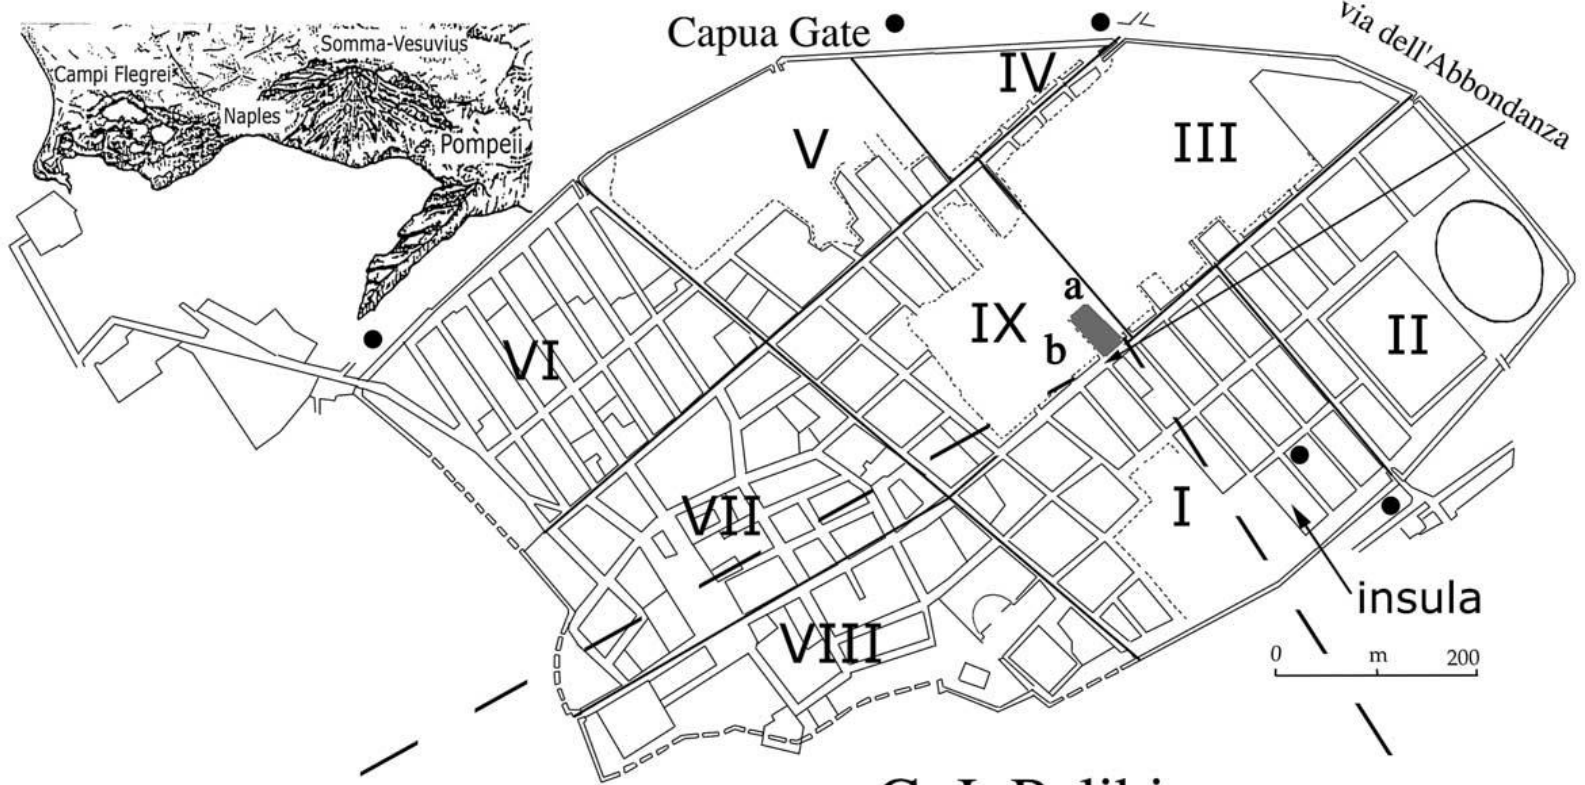 Capua Gate
via dell'Abbondanza
Somma-Vesuvius
Campi Flegrei
Naples
Pompeii
IV
V
III
a
IX
b
II
VI
I
VII
insula
VIII
0 m 200